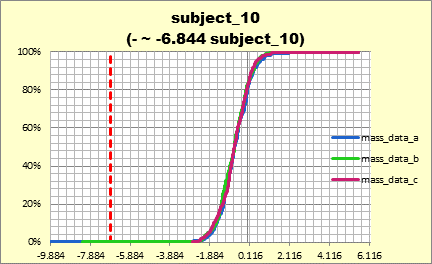 subject_10
(- ~ -6.844 subject_10)
100%
80%
60%
40%
20%
0%
mass_data_a
mass_data_b
mass_data_c
-9.884 -7.884 -5.884 -3.884 -1.884 0.116 2.116 4.116 6.116